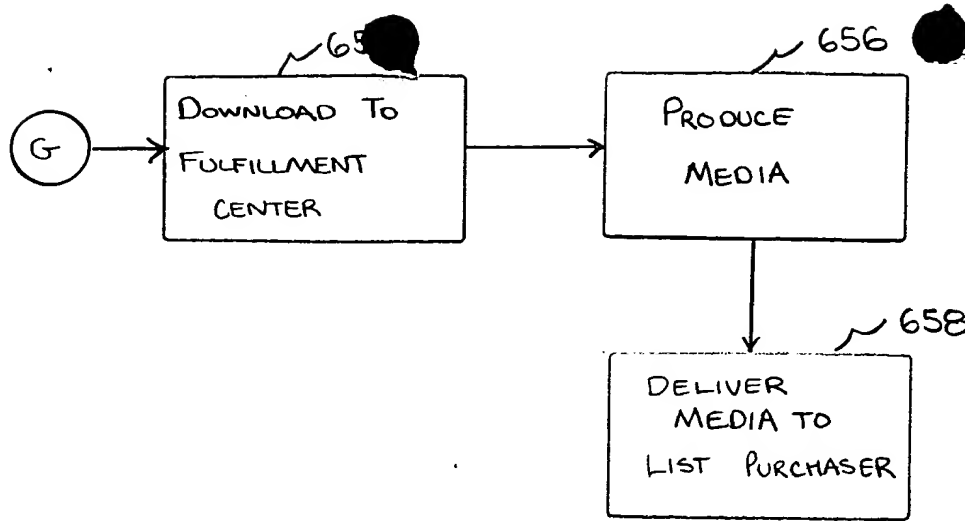 G
DOWNLOAD TO
FULFILLMENT
CENTER
656
PRODUCE
MEDIA
658
DELIVER
MEDIA TO
LIST PURCHASER